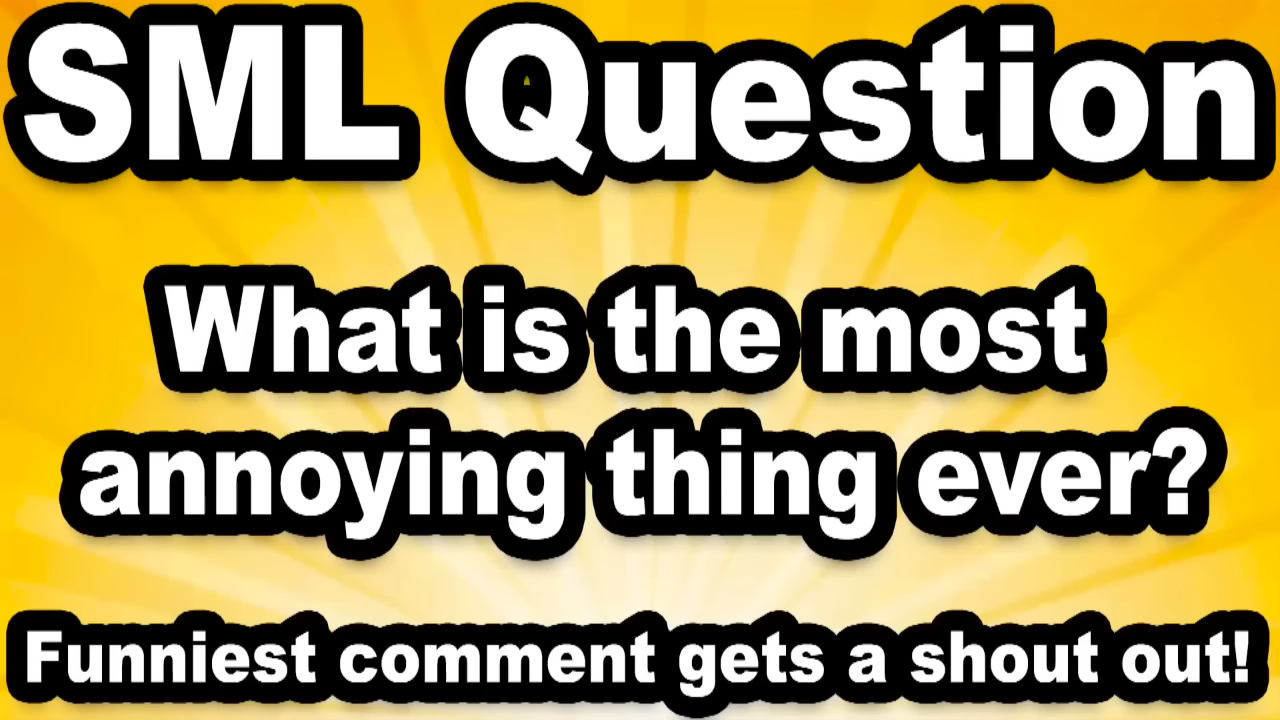 SML Question
What is the most
annoying thing ever?
Funniest comment gets a shout out!